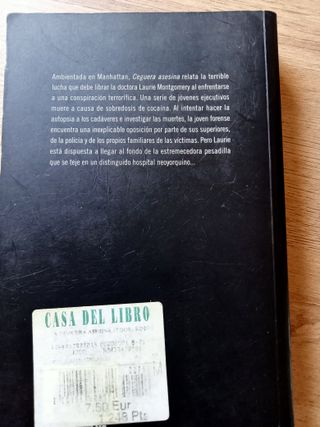 Ambientada en Manhattan, Ceguera asesina relata la terrible
lucha que debe librar la doctora Laurie Montgomery al enfrentarse
a una conspiración terrorífica. Una serie de jóvenes ejecutivos
muere a causa de sobredosis de cocaína. Al intentar hacer la
autopsia a los cadáveres e investigar las muertes, la joven forense
encuentra una inexplicable oposición por parte de sus superiores,
de la policía y de los propios familiares de las víctimas. Pero Laurie
está dispuesta a llegar al fondo de la estremecedora pesadilla
que se teje en un distinguido hospital neoyorquino...
CASA DEL LIBRO
7.50 Eur
1.248 Pts